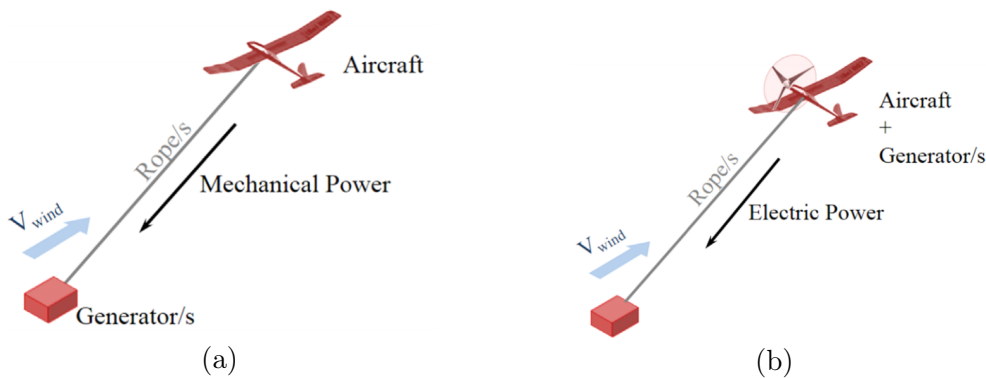 Aircraft
Rope/s
Mechanical Power
V wind
Generator/s
(a)
Aircraft
+
Generator/s
Rope/s
Electric Power
V wind
(b)